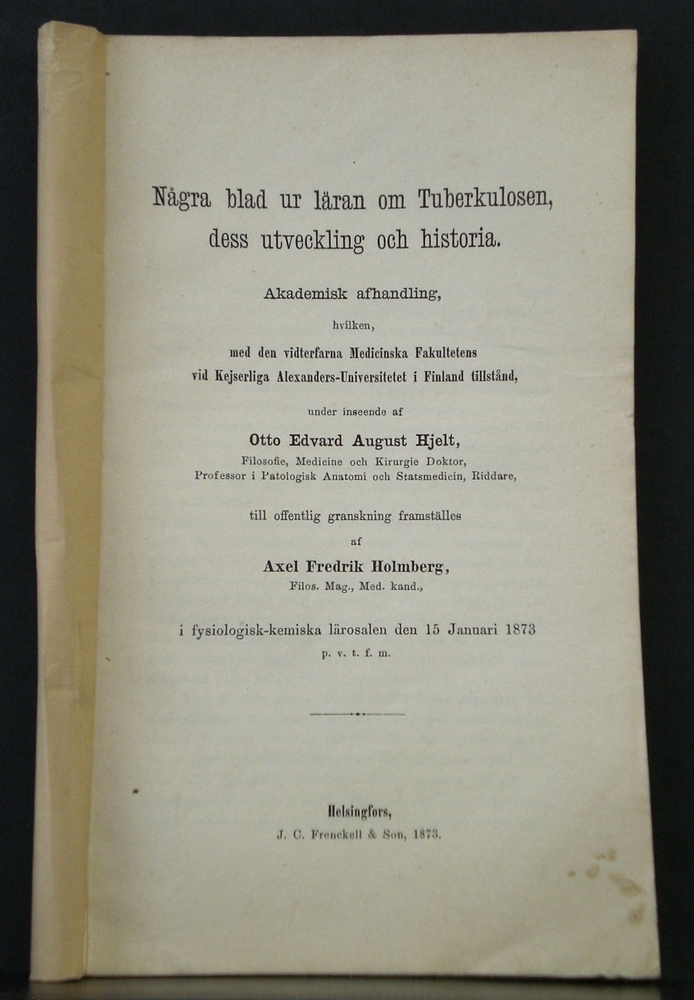 Några blad ur läran om Tuberkulosen,
dess utveckling och historia.
Akademisk afhandling,
hvilken,
med den vidterfarna Medicinska Fakultetens
vid Kejserliga Alexanders-Universitetet i Finland tillstånd,
under inseende af
Otto Edvard August Hjelt,
Filosofie, Medicine och Kirurgie Doktor,
Professor i Patologisk Anatomi och Statsmedicin, Riddare,
till offentlig granskning framställes
af
Axel Fredrik Holmberg,
Filos. Mag., Med. kand.,
i fysiologisk-kemiska lärosalen den 15 Januari 1873
p. v. t. f. m.
Helsingfors,
J. C. Frenckell & Son, 1873.